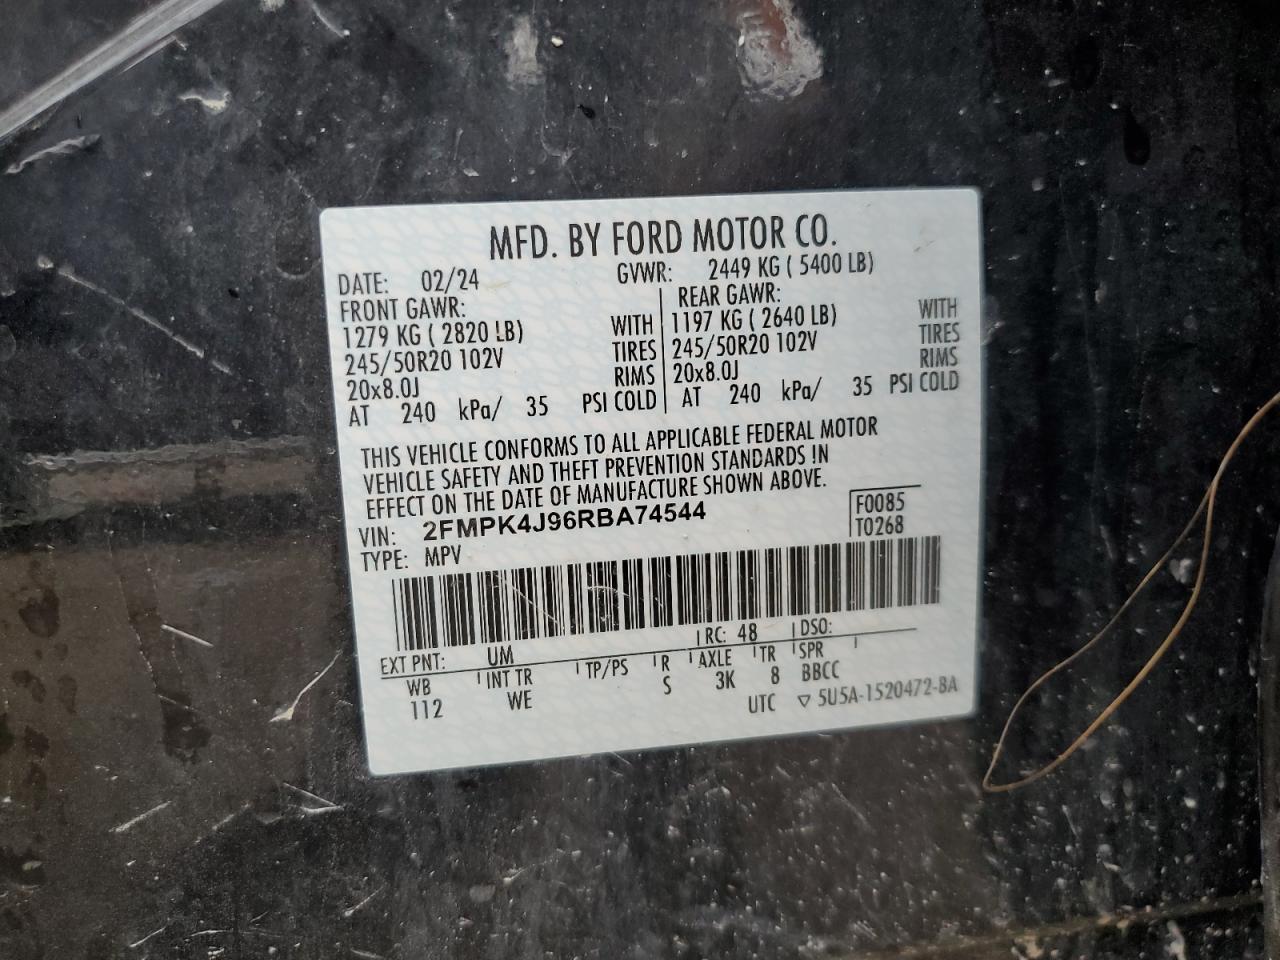 MFD. BY FORD MOTOR CO.
DATE: 02/24 GVWR: 2449 KG ( 5400 LB)
FRONT GAWR: REAR GAWR:
1279 KG ( 2820 LB) WITH 1197 KG ( 2640 LB) WITH
245/50R20 102V TIRES 245/50R20 102V TIRES
20x8.0J RIMS 20x8.0J RIMS
AT 240 kPa/ 35 PSI COLD AT 240 kPa/ 35 PSI COLD
THIS VEHICLE CONFORMS TO ALL APPLICABLE FEDERAL MOTOR
VEHICLE SAFETY AND THEFT PREVENTION STANDARDS IN
EFFECT ON THE DATE OF MANUFACTURE SHOWN ABOVE.
VIN: 2FMPK4J96RBA74544 F0085
TYPE: MPV T0268
EXT PNT: UM RC: 48 DSO:
WB INT TR TP/PS R AXLE TR SPR
112 WE S 3K 8 BBCC
UTC ▽ 5U5A-1520472-BA